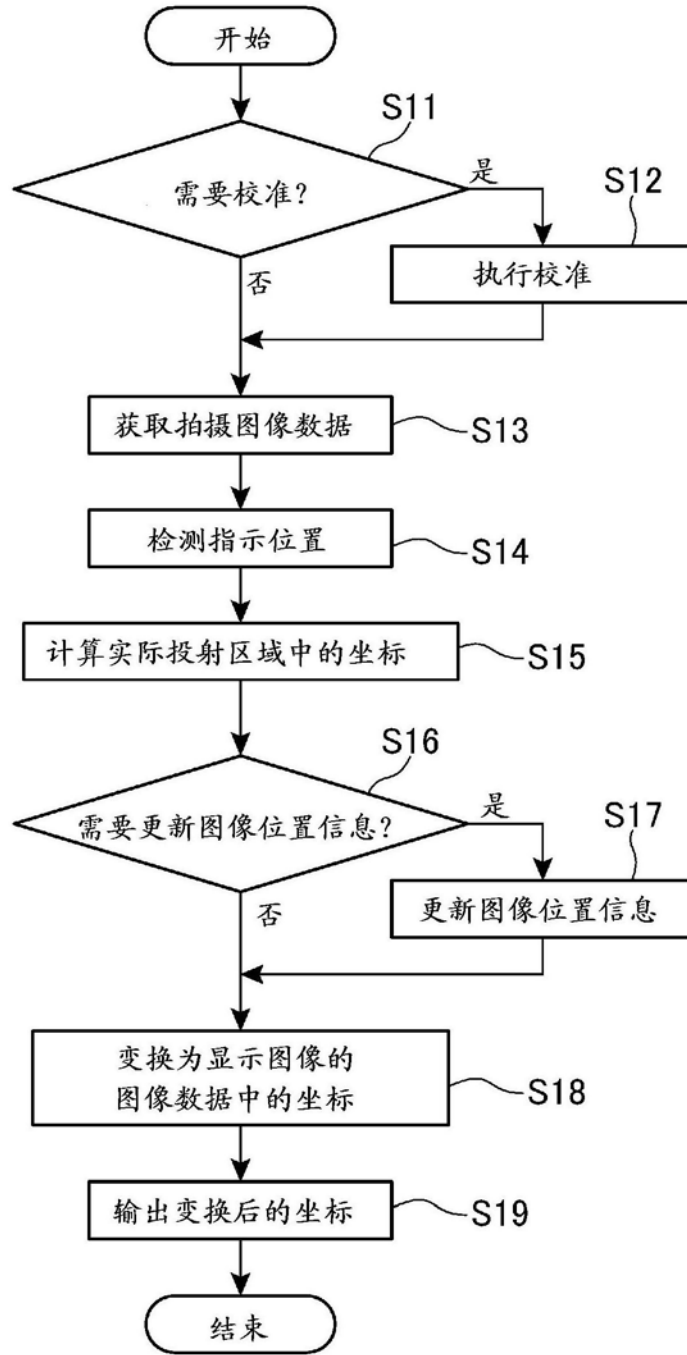 开始
S11
需要校准?
是
S12
执行校准
否
获取拍摄图像数据
S13
检测指示位置
S14
计算实际投射区域中的坐标
S15
S16
需要更新图像位置信息?
是
S17
更新图像位置信息
否
变换为显示图像的
图像数据中的坐标
S18
输出变换后的坐标
S19
结束